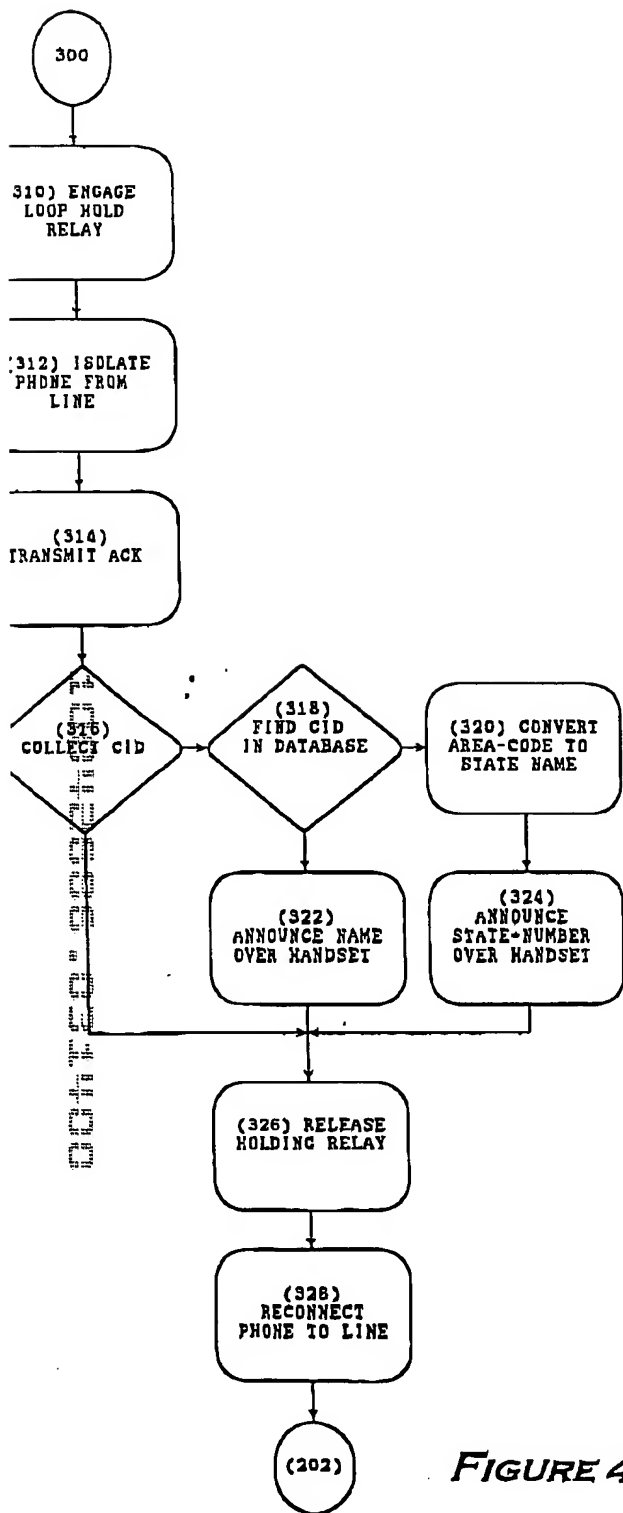 300
310) ENGAGE
LOOP HOLD
RELAY
(312) ISOLATE
PHONE FROM
LINE
(314)
TRANSMIT ACK
(316)
COLLECT CID
(318)
FIND CID
IN DATABASE
(320) CONVERT
AREA-CODE TO
STATE NAME
(322)
ANNOUNCE NAME
OVER HANDSET
(324)
ANNOUNCE
STATE-NUMBER
OVER HANDSET
(326) RELEASE
HOLDING RELAY
(328)
RECONNECT
PHONE TO LINE
(202)
FIGURE 4